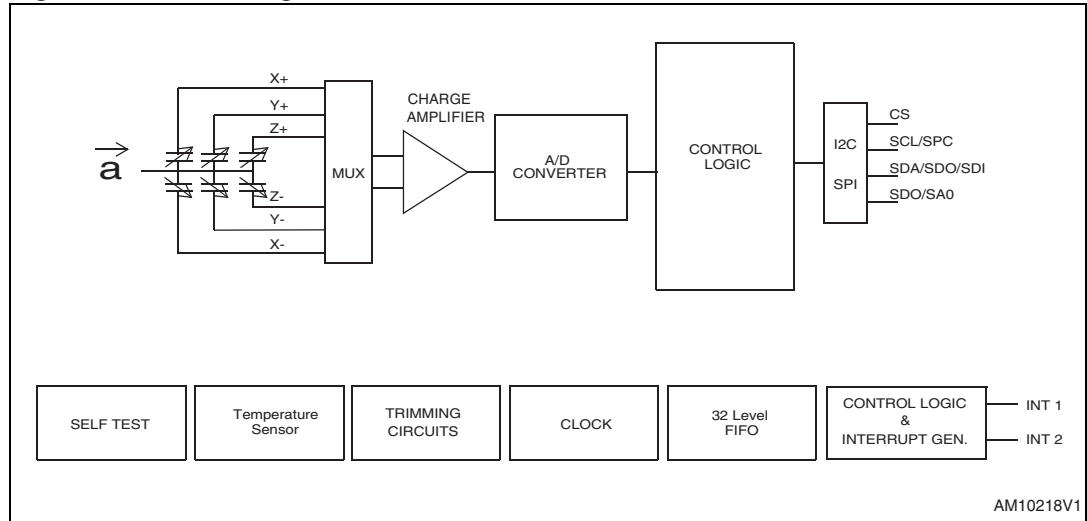 X+
Y+
Z+
a
Z-
Y-
X-
MUX
CHARGE
AMPLIFIER
A/D
CONVERTER
CONTROL
LOGIC
I2C
SPI
CS
SCL/SPC
SDA/SDO/SDI
SDO/SA0
SELF TEST
Temperature
Sensor
TRIMMING
CIRCUITS
CLOCK
32 Level
FIFO
CONTROL LOGIC
&
INTERRUPT GEN.
INT 1
INT 2
AM10218V1